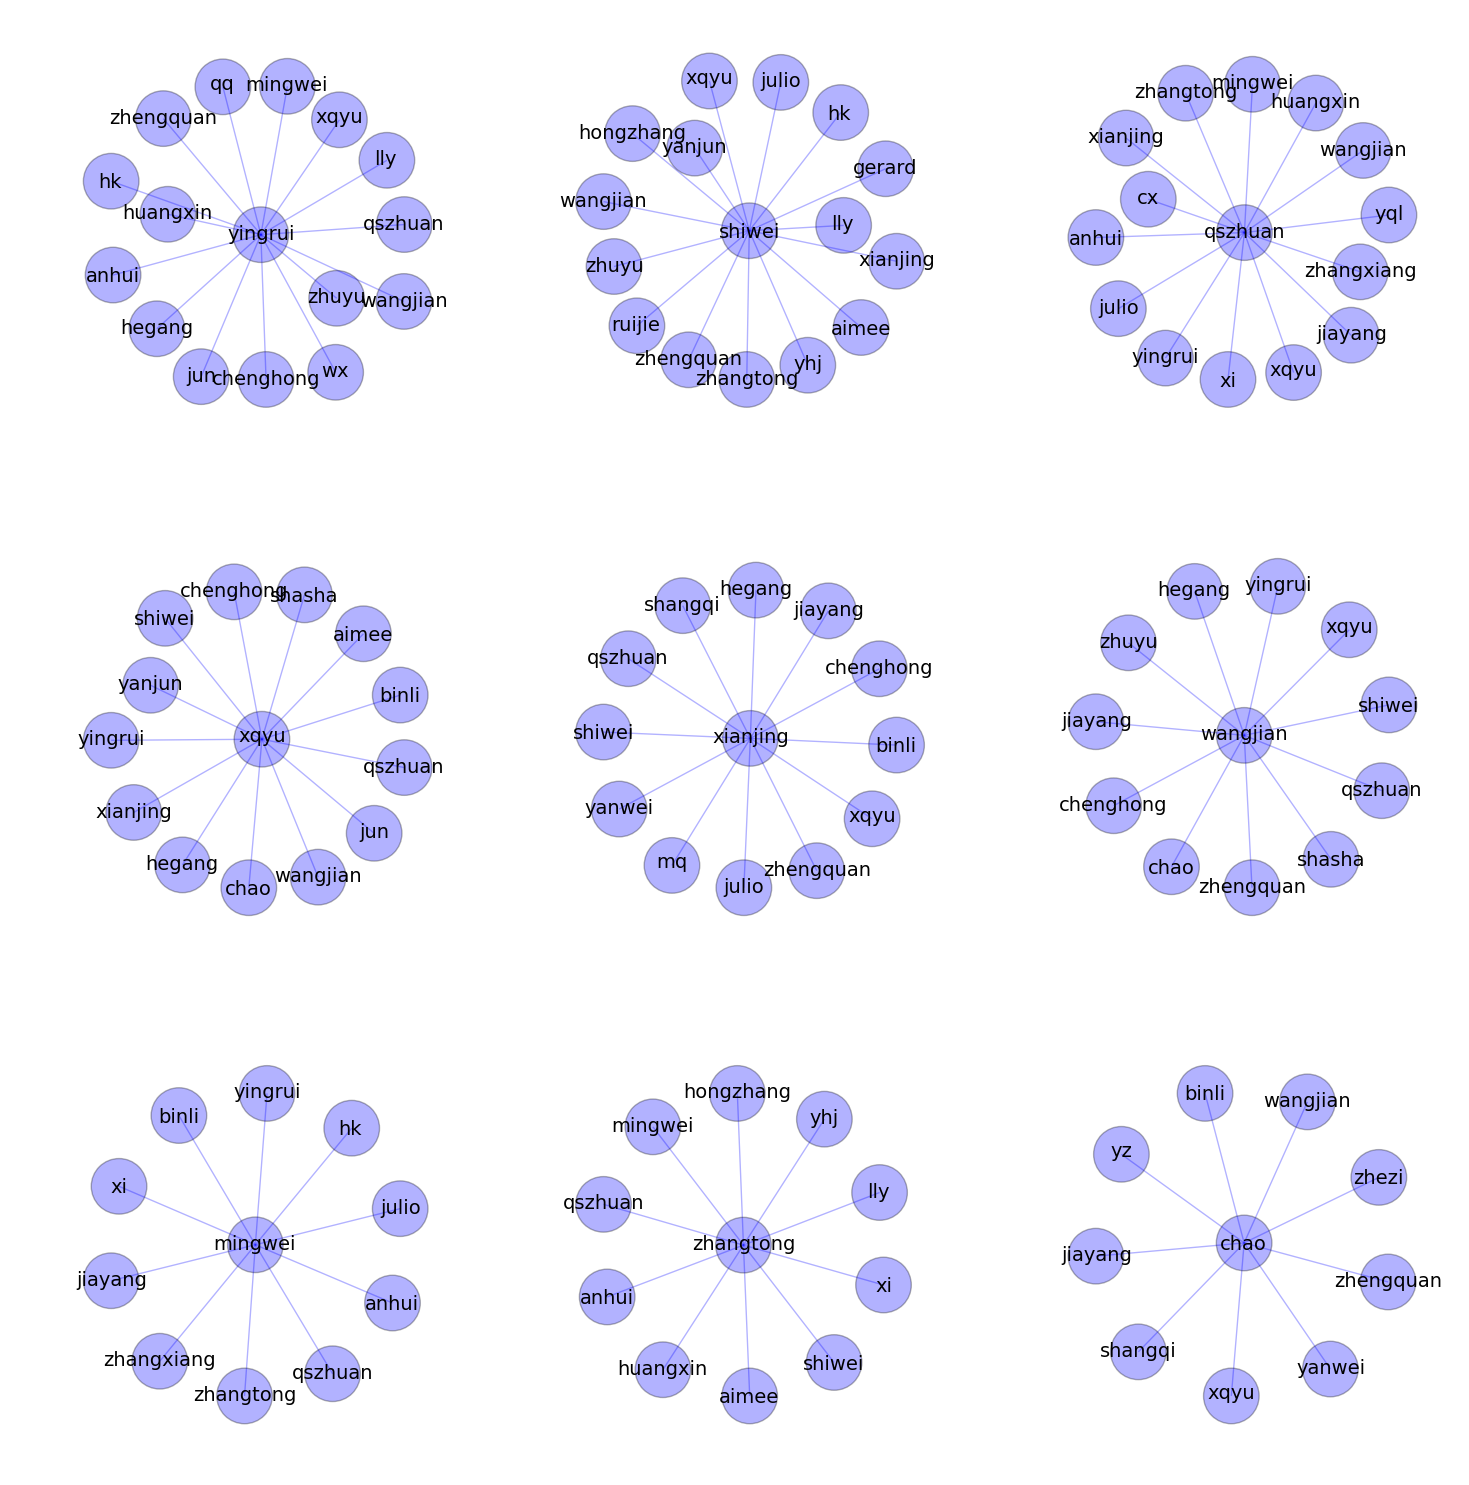 qq
mingwei
zhengquan
xqyu
lly
hk
huangxin
qszhuan
yingrui
anhui
zhuyu
wangjian
hegang
jun
chenghong
wx
xqyu
julio
hk
hongzhang
yanjun
gerard
wangjian
lly
shiwei
xianjing
zhuyu
ruijie
aimee
zhengquan
zhangtong
yhj
mingwei
zhangtong
huangxin
xianjing
wangjian
cx
yql
anhui
qszhuan
zhangxiang
julio
jiayang
yingrui
xi
xqyu
chenghong
shasha
shiwei
aimee
yanjun
binli
yingrui
xqyu
qszhuan
xianjing
jun
hegang
chao
wangjian
hegang
shangqi
jiayang
qszhuan
chenghong
shiwei
xianjing
binli
yanwei
xqyu
mq
zhengquan
julio
yingrui
hegang
xqyu
zhuyu
shiwei
jiayang
wangjian
qszhuan
chenghong
shasha
chao
zhengquan
yingrui
binli
hk
xi
julio
mingwei
jiayang
anhui
zhangxiang
qszhuan
zhangtong
hongzhang
mingwei
yhj
lly
qszhuan
zhangtong
xi
anhui
shiwei
huangxin
aimee
binli
wangjian
yz
zhezi
chao
jiayang
zhengquan
shangqi
yanwei
xqyu